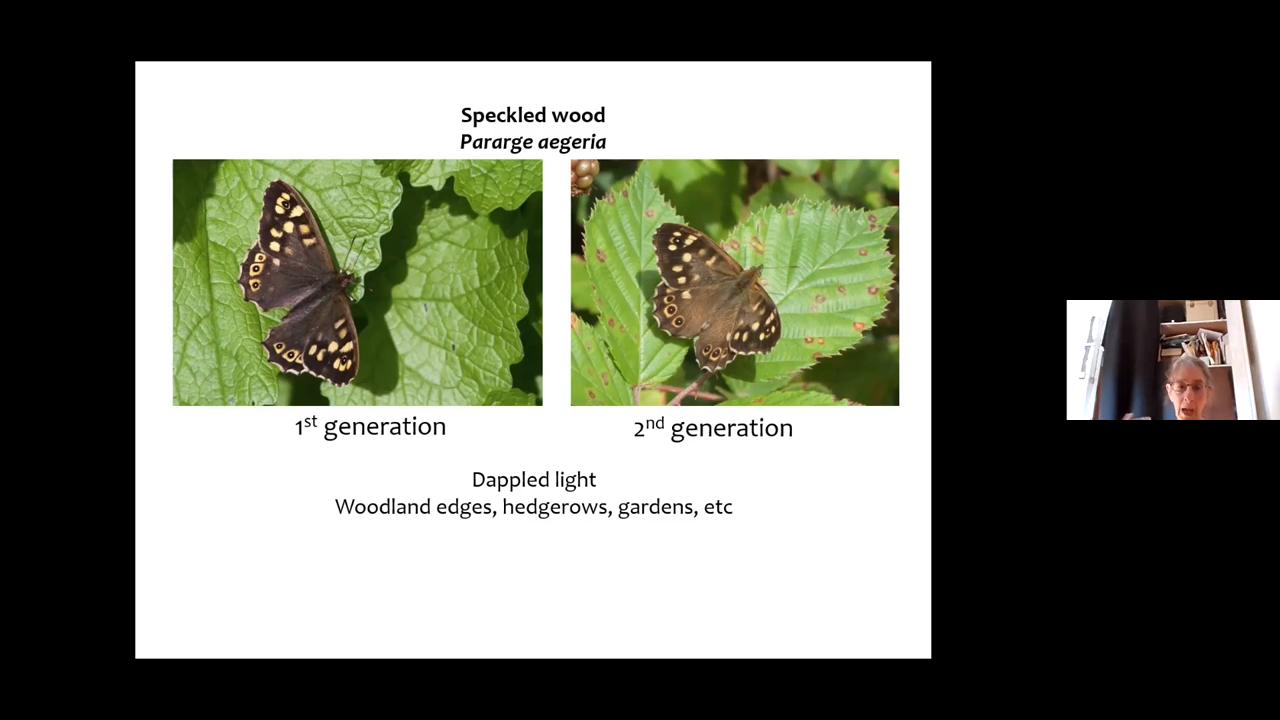 Speckled wood
Pararge aegeria
1st generation
2nd generation
Dappled light
Woodland edges, hedgerows, gardens, etc